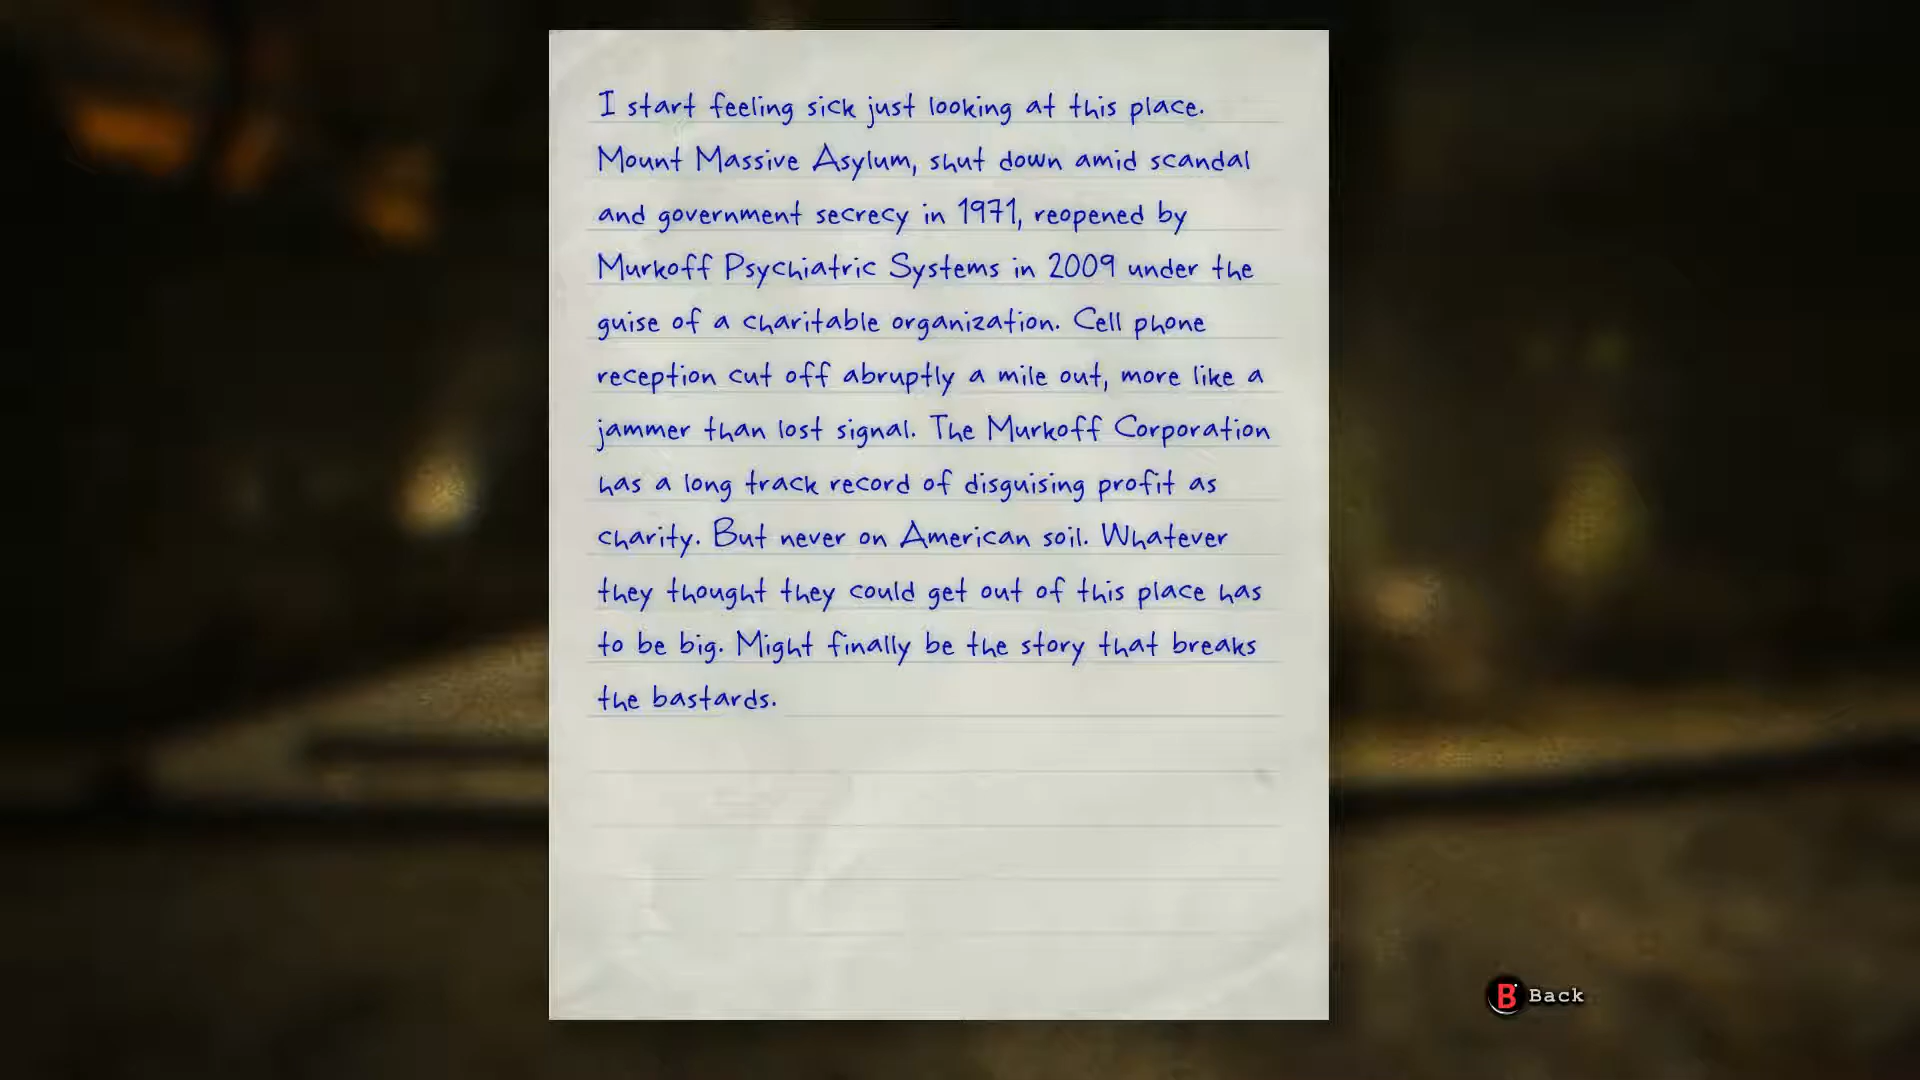 I start feeling sick just looking at this place.
Mount Massive Asylum, shut down amid scandal
and government secrecy in 1971, reopened by
Murkoff Psychiatric Systems in 2009 under the
guise of a charitable organization. Cell phone
reception cut off abruptly a mile out, more like a
jammer than lost signal. The Murkoff Corporation
has a long track record of disguising profit as
charity. But never on American soil. Whatever
they thought they could get out of this place has
to be big. Might finally be the story that breaks
the bastards.
B Back